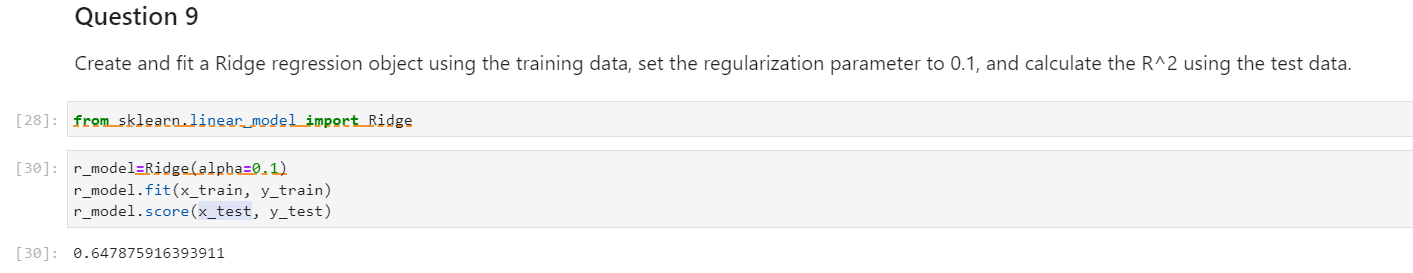 Question 9
Create and fit a Ridge regression object using the training data, set the regularization parameter to 0.1, and calculate the R^2 using the test data.
[28]: from sklearn.linear_model import Ridge
[30]: r_model=Ridge(alpha=0.1)
r_model.fit(x_train, y_train)
r_model.score(x_test, y_test)
[30]: 0.647875916393911